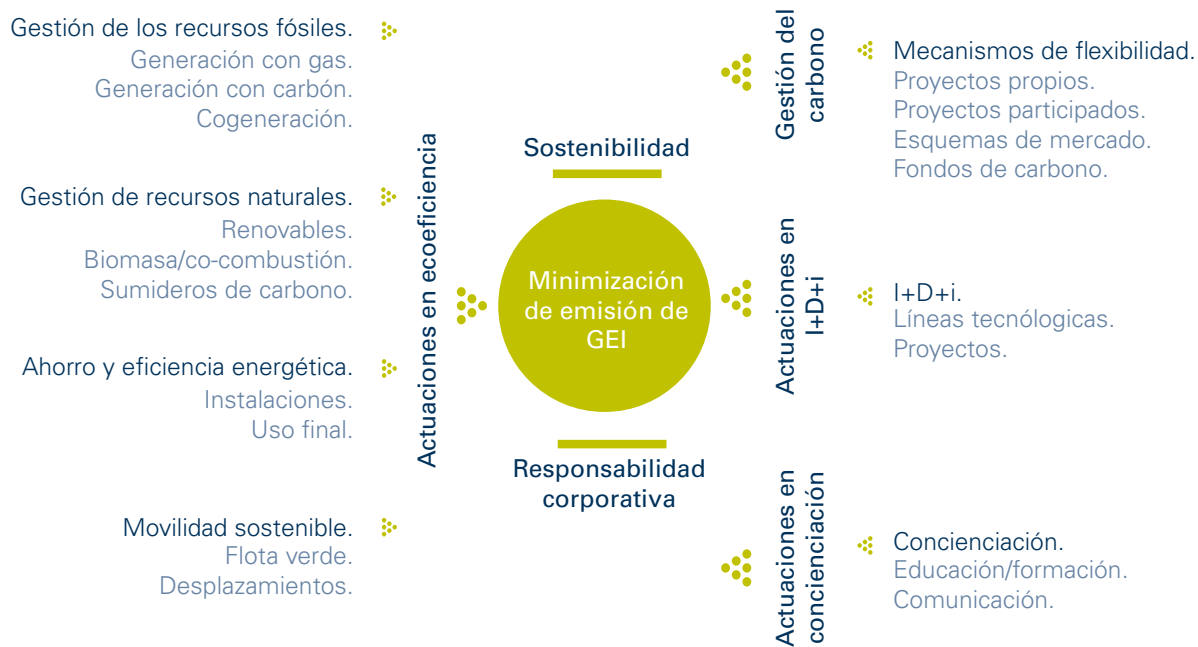 Gestión de los recursos fósiles.
Generación con gas.
Generación con carbón.
Cogeneración.
Gestión de recursos naturales.
Renovables.
Biomasa/co-combustión.
Sumideros de carbono.
Ahorro y eficiencia energética.
Instalaciones.
Uso final.
Movilidad sostenible.
Flota verde.
Desplazamientos.
Actuaciones en ecoeficiencia
Sostenibilidad
Minimización
de emisión de
GEI
Responsabilidad
corporativa
Gestión del
carbono
Mecanismos de flexibilidad.
Proyectos propios.
Proyectos participados.
Esquemas de mercado.
Fondos de carbono.
Actuaciones en
I+D+i
I+D+i.
Líneas tecnólogicas.
Proyectos.
Actuaciones en
concienciación
Concienciación.
Educación/formación.
Comunicación.